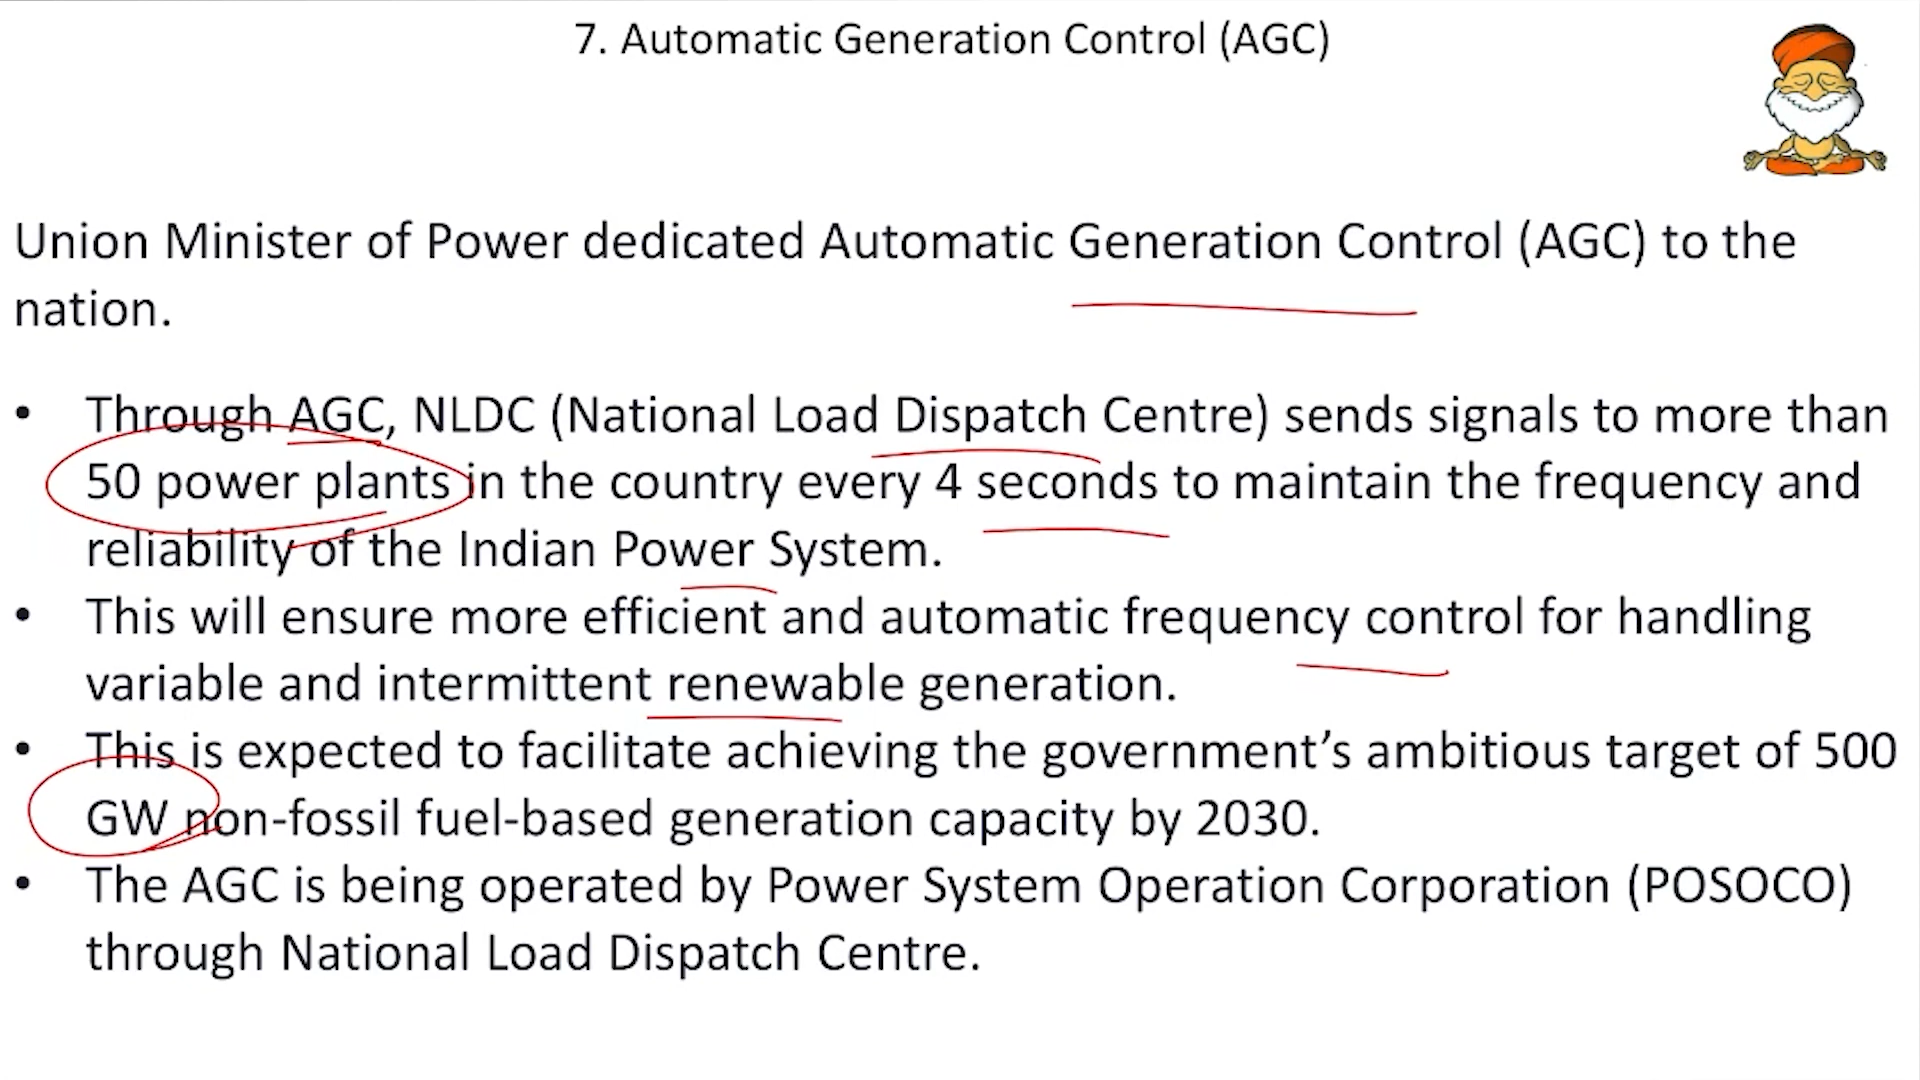 7. Automatic Generation Control (AGC)
Union Minister of Power dedicated Automatic Generation Control (AGC) to the
nation.
• Through AGC, NLDC (National Load Dispatch Centre) sends signals to more than
50 power plants in the country every 4 seconds to maintain the frequency and
reliability of the Indian Power System.
• This will ensure more efficient and automatic frequency control for handling
variable and intermittent renewable generation.
• This is expected to facilitate achieving the government’s ambitious target of 500
GW non-fossil fuel-based generation capacity by 2030.
• The AGC is being operated by Power System Operation Corporation (POSOCO)
through National Load Dispatch Centre.